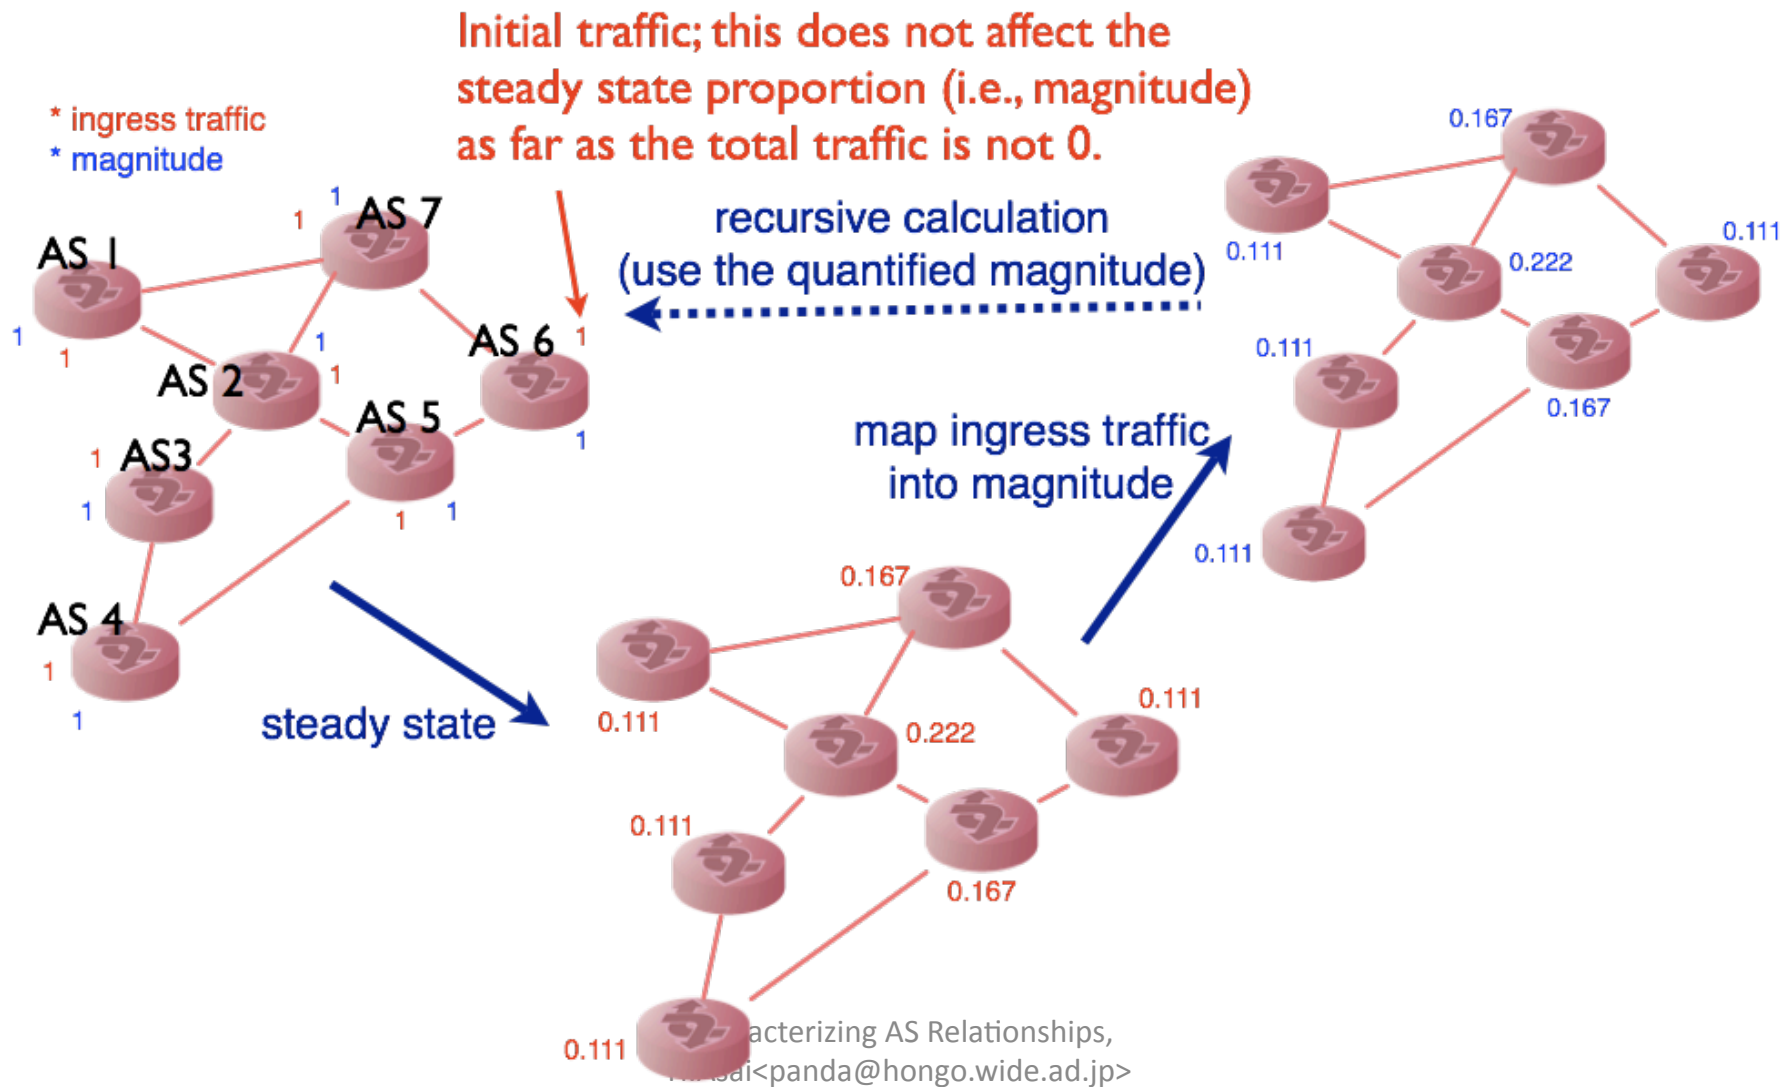 Initial traffic; this does not affect the
steady state proportion (i.e., magnitude)
as far as the total traffic is not 0.
* ingress traffic
* magnitude
0.167
1
1
AS 7
recursive calculation
(use the quantified magnitude)
0.111
0.111
0.222
AS 1
1
1
1
1
AS 2
AS 6
1
1
0.111
0.167
AS 5
1
1
AS3
1
1
map ingress traffic
into magnitude
0.111
AS 4
1
1
steady state
0.167
0.111
0.222
0.111
0.111
0.167
0.111
acterizing AS Relationships,
ai<panda@hongo.wide.ad.jp>